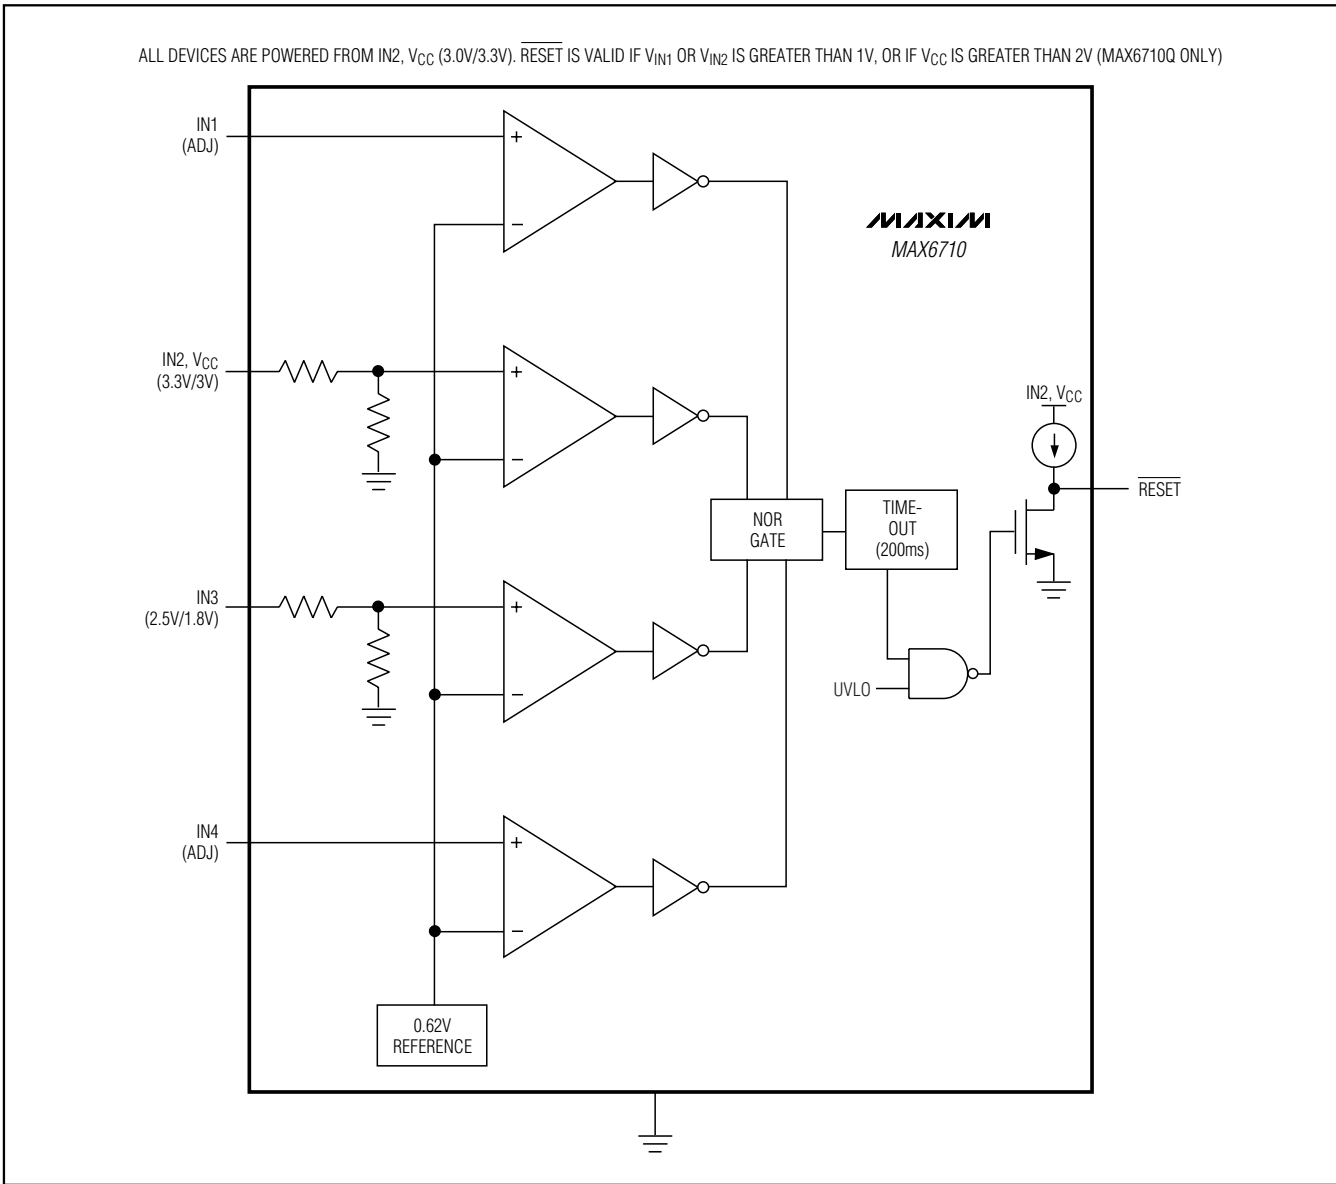 ALL DEVICES ARE POWERED FROM IN2, VCC (3.0V/3.3V). RESET IS VALID IF VIN1 OR VIN2 IS GREATER THAN 1V, OR IF VCC IS GREATER THAN 2V (MAX6710Q ONLY)
IN1
(ADJ)
+
−
MAXIM
MAX6710
IN2, VCC
(3.3V/3V)
+
−
IN2, VCC
RESET
NOR
GATE
TIME-
OUT
(200ms)
IN3
(2.5V/1.8V)
+
−
UVLO
IN4
(ADJ)
+
−
0.62V
REFERENCE